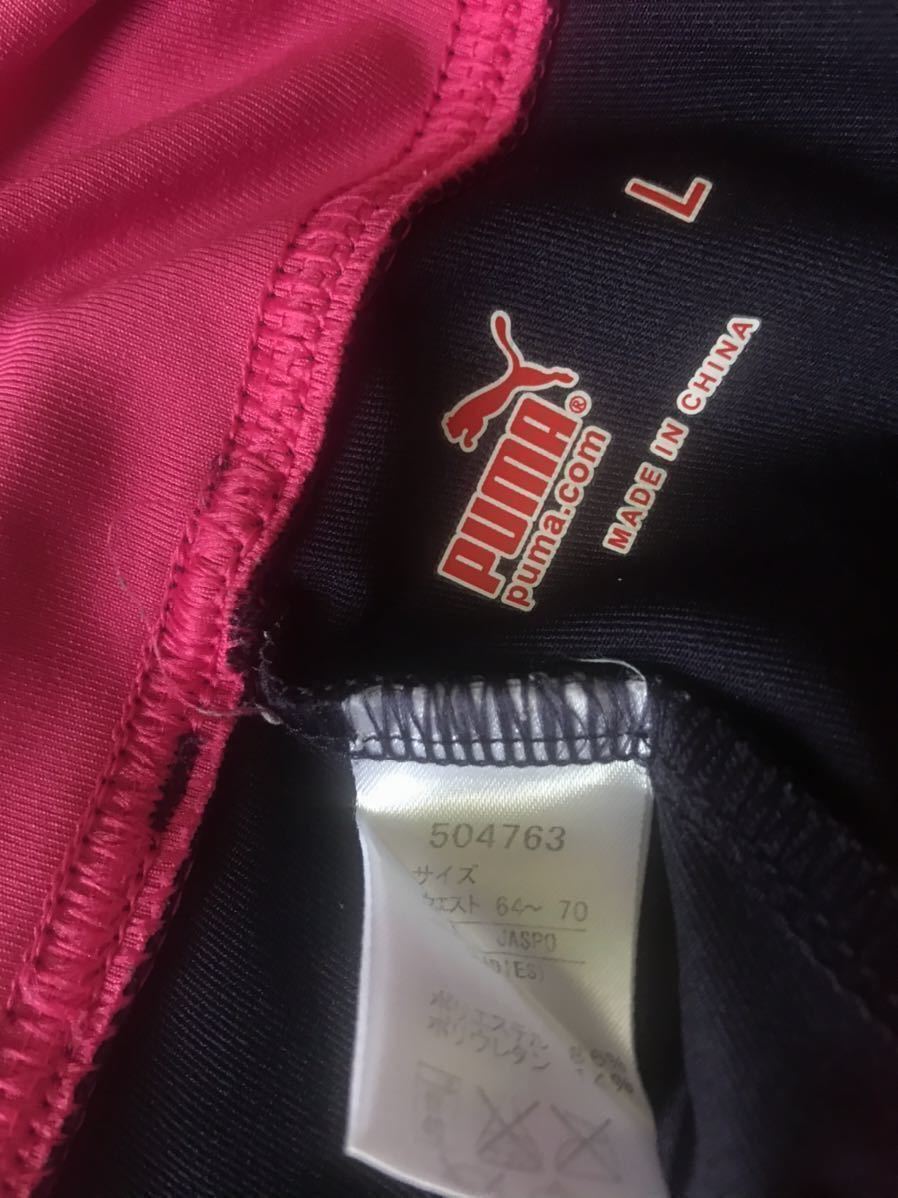 L
PUMA®
puma.com
MADE IN CHINA
504763
サイズ
ウエスト 64～ 70
JASPO
ポリエステル
ポリウレタン